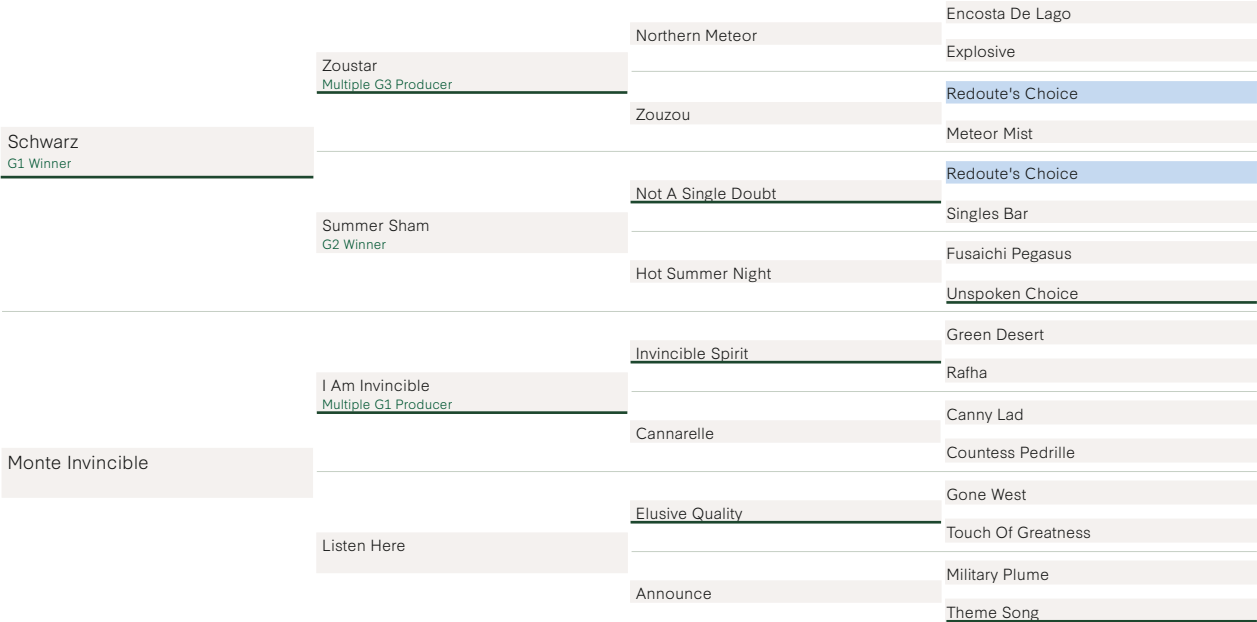 Schwarz
G1 Winner
Monte Invincible
Zoustar
Multiple G3 Producer
Summer Sham
G2 Winner
I Am Invincible
Multiple G1 Producer
Listen Here
Northern Meteor
Zouzou
Not A Single Doubt
Hot Summer Night
Invincible Spirit
Cannarelle
Elusive Quality
Announce
Encosta De Lago
Explosive
Redoute's Choice
Meteor Mist
Redoute's Choice
Singles Bar
Fusaichi Pegasus
Unspoken Choice
Green Desert
Rafha
Canny Lad
Countess Pedrille
Gone West
Touch Of Greatness
Military Plume
Theme Song